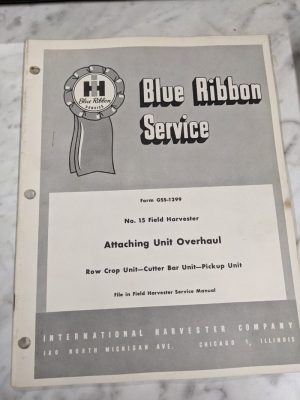 IH
Blue Ribbon
SERVICE
Blue Ribbon
Service
Form GSS-1299
No. 15 Field Harvester
Attaching Unit Overhaul
Row Crop Unit—Cutter Bar Unit—Pickup Unit
File in Field Harvester Service Manual
INTERNATIONAL HARVESTER COMPANY
180 NORTH MICHIGAN AVE. CHICAGO 1, ILLINOIS